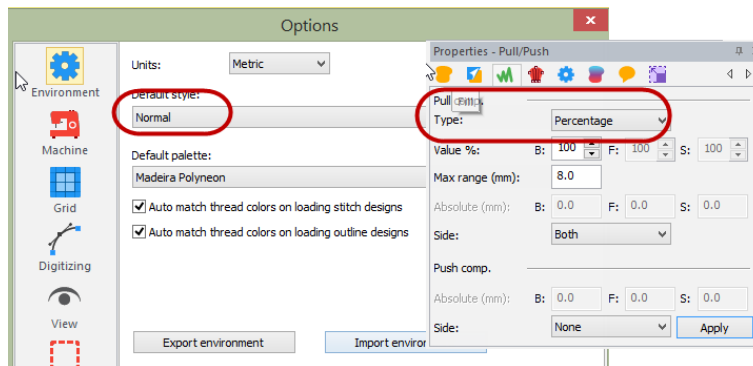 Options
Environment
Machine
Grid
Digitizing
View
Units: Metric
Default style:
Normal
Default palette:
Madeira Polyneon
Auto match thread colors on loading stitch designs
Auto match thread colors on loading outline designs
Export environment Import enviror
Properties - Pull/Push
Pull
Type: Percentage
Value %: B: 100 F: 100 S: 100
Max range (mm): 8.0
Absolute (mm): B: 0.0 F: 0.0 S: 0.0
Side: Both
Push comp.
Absolute (mm): B: 0.0 F: 0.0 S: 0.0
Side: None Apply